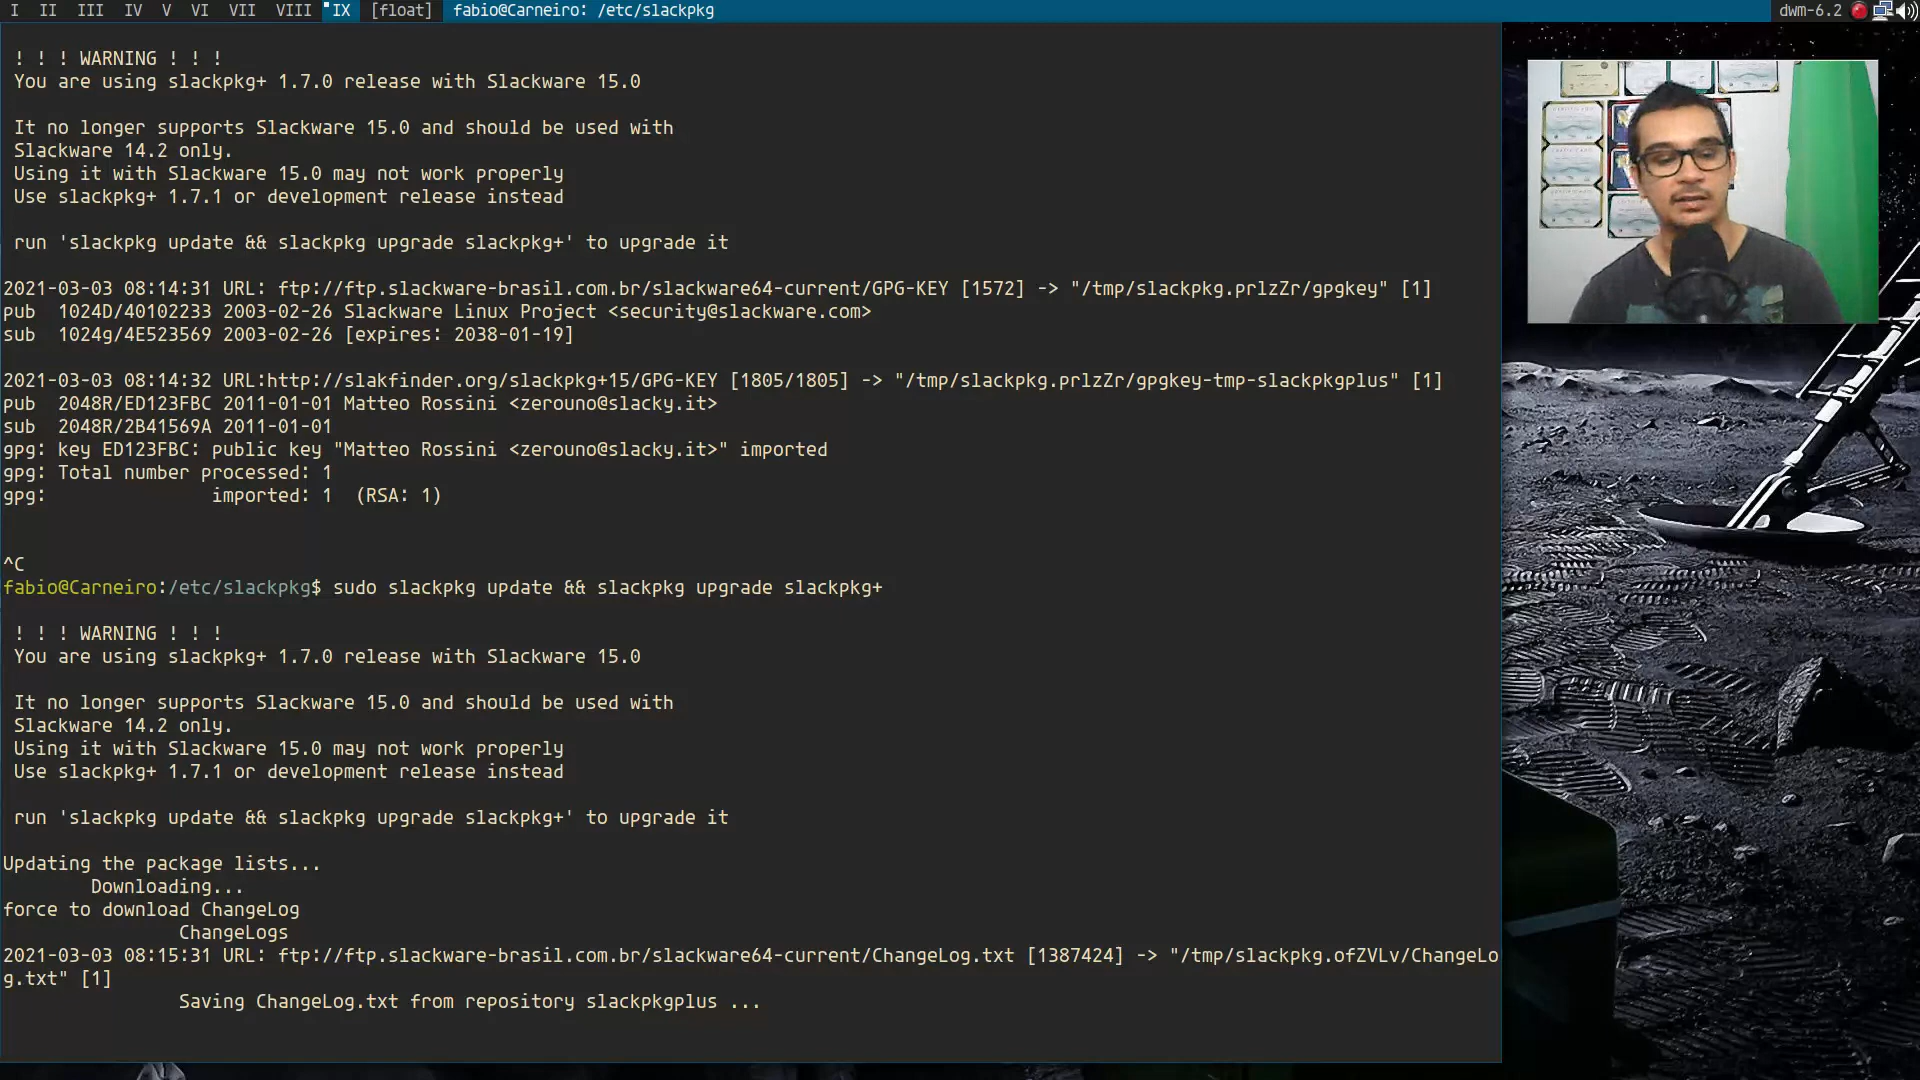 I II III IV V VI VII VIII IX [float] fabio@Carneiro: /etc/slackpkg dwm-6.2
! ! ! WARNING ! ! !
You are using slackpkg+ 1.7.0 release with Slackware 15.0
It no longer supports Slackware 15.0 and should be used with
Slackware 14.2 only.
Using it with Slackware 15.0 may not work properly
Use slackpkg+ 1.7.1 or development release instead
run 'slackpkg update && slackpkg upgrade slackpkg+' to upgrade it
2021-03-03 08:14:31 URL: ftp://ftp.slackware-brasil.com.br/slackware64-current/GPG-KEY [1572] -> "/tmp/slackpkg.prlzZr/gpgkey" [1]
pub  1024D/40102233 2003-02-26 Slackware Linux Project <security@slackware.com>
sub  1024g/4E523569 2003-02-26 [expires: 2038-01-19]
2021-03-03 08:14:32 URL:http://slakfinder.org/slackpkg+15/GPG-KEY [1805/1805] -> "/tmp/slackpkg.prlzZr/gpgkey-tmp-slackpkgplus" [1]
pub  2048R/ED123FBC 2011-01-01 Matteo Rossini <zerouno@slacky.it>
sub  2048R/2B41569A 2011-01-01
gpg: key ED123FBC: public key "Matteo Rossini <zerouno@slacky.it>" imported
gpg: Total number processed: 1
gpg:               imported: 1  (RSA: 1)
^C
fabio@Carneiro:/etc/slackpkg$ sudo slackpkg update && slackpkg upgrade slackpkg+
! ! ! WARNING ! ! !
You are using slackpkg+ 1.7.0 release with Slackware 15.0
It no longer supports Slackware 15.0 and should be used with
Slackware 14.2 only.
Using it with Slackware 15.0 may not work properly
Use slackpkg+ 1.7.1 or development release instead
run 'slackpkg update && slackpkg upgrade slackpkg+' to upgrade it
Updating the package lists...
Downloading...
force to download ChangeLog
ChangeLogs
2021-03-03 08:15:31 URL: ftp://ftp.slackware-brasil.com.br/slackware64-current/ChangeLog.txt [1387424] -> "/tmp/slackpkg.ofZVLv/ChangeLo
g.txt" [1]
Saving ChangeLog.txt from repository slackpkgplus ...